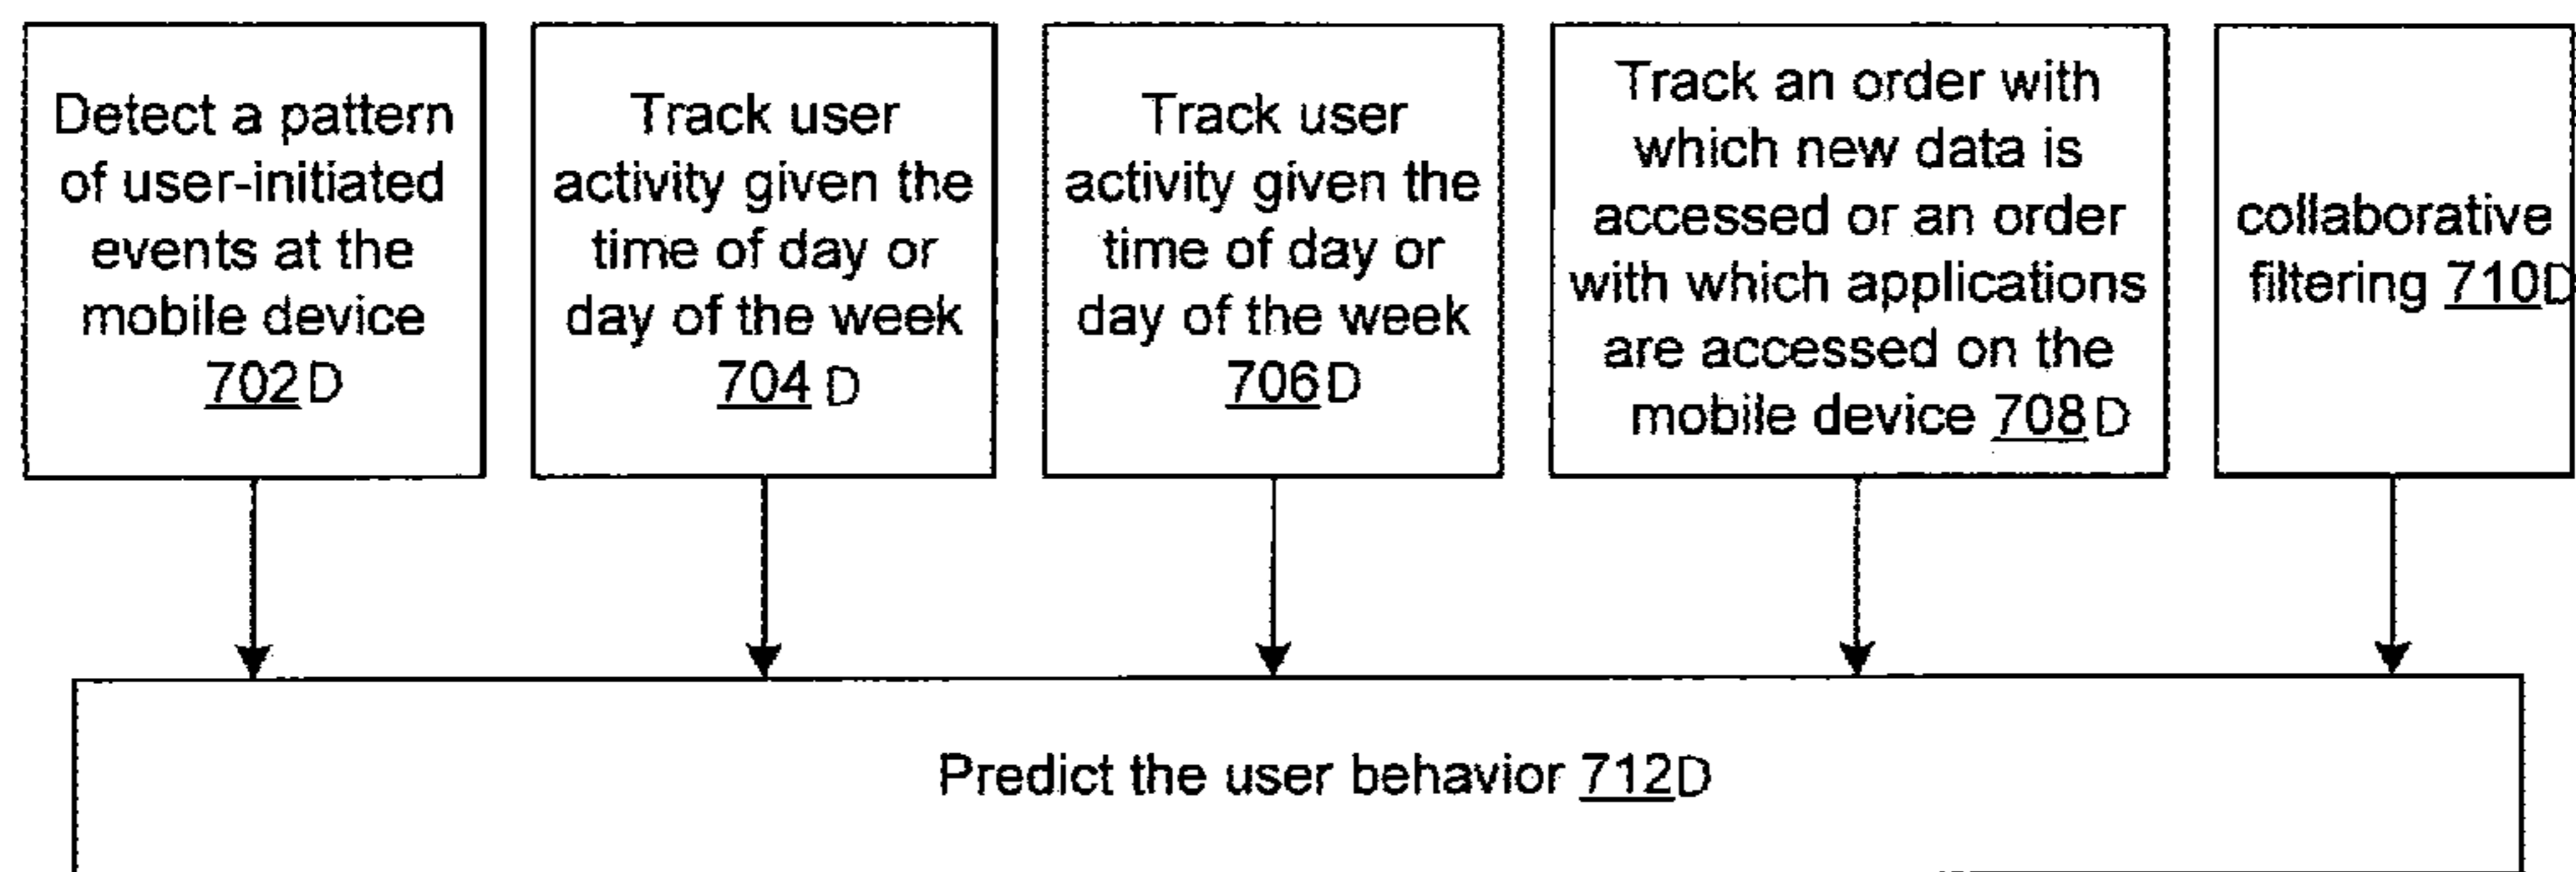 Detect a pattern
of user-initiated
events at the
mobile device
702D
Track user
activity given the
time of day or
day of the week
704 D
Track user
activity given the
time of day or
day of the week
706D
Track an order with
which new data is
accessed or an order
with which applications
are accessed on the
mobile device 708D
collaborative
filtering 710D
Predict the user behavior 712D